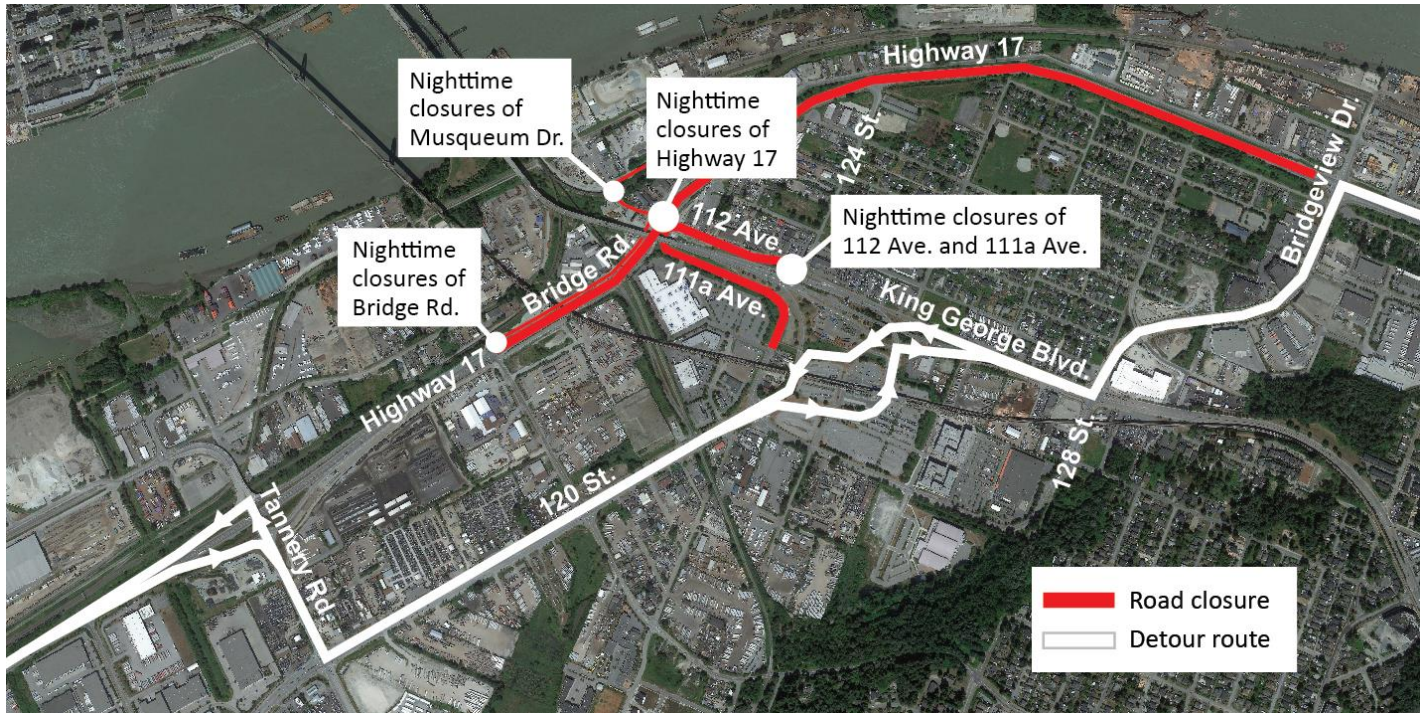 Highway 17
Nighttime
closures of
Musqueum Dr.
Nighttime
closures of
Highway 17
124 St.
Bridgeview Dr.
112 Ave.
Nighttime closures of
112 Ave. and 111a Ave.
Nighttime
closures of
Bridge Rd.
Bridge Rd.
111a Ave.
King George Blvd.
Highway 17
128 St.
120 St.
Tannery Rd.
Road closure
Detour route